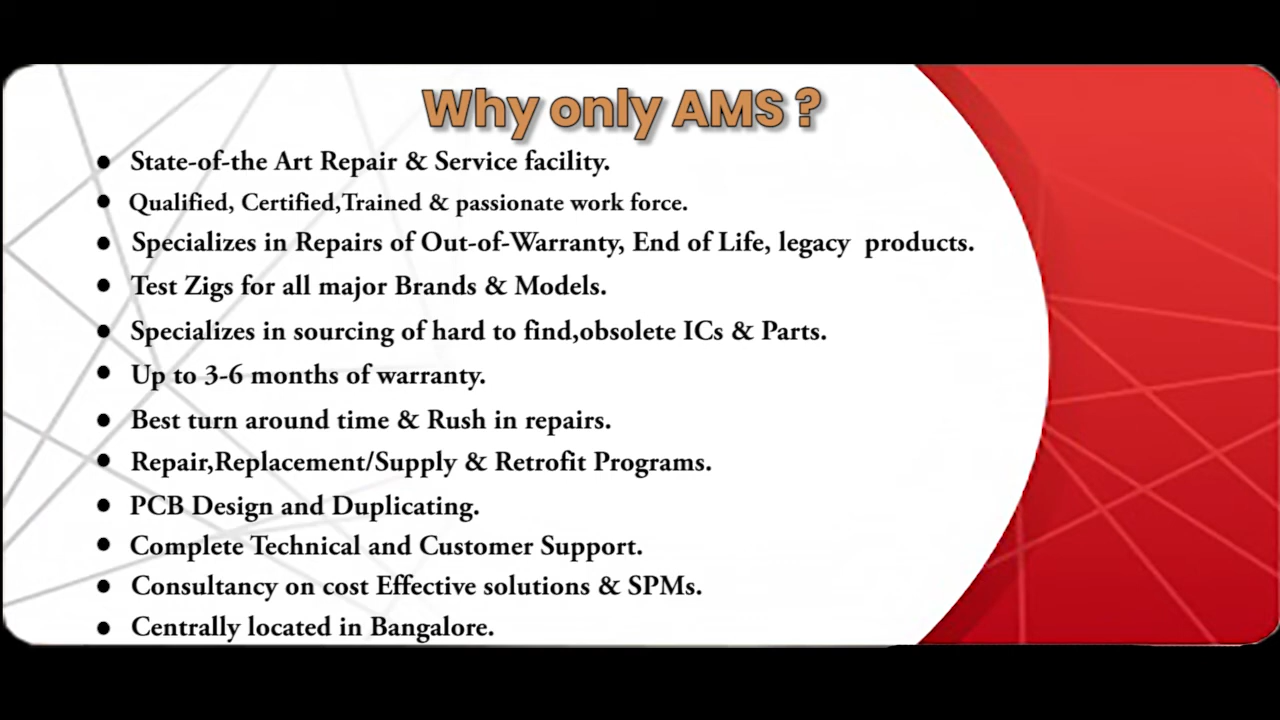 Why only AMS ?
● State-of-the Art Repair & Service facility.
● Qualified, Certified,Trained & passionate work force.
● Specializes in Repairs of Out-of-Warranty, End of Life, legacy  products.
● Test Zigs for all major Brands & Models.
● Specializes in sourcing of hard to find,obsolete ICs & Parts.
● Up to 3-6 months of warranty.
● Best turn around time & Rush in repairs.
● Repair,Replacement/Supply & Retrofit Programs.
● PCB Design and Duplicating.
● Complete Technical and Customer Support.
● Consultancy on cost Effective solutions & SPMs.
● Centrally located in Bangalore.